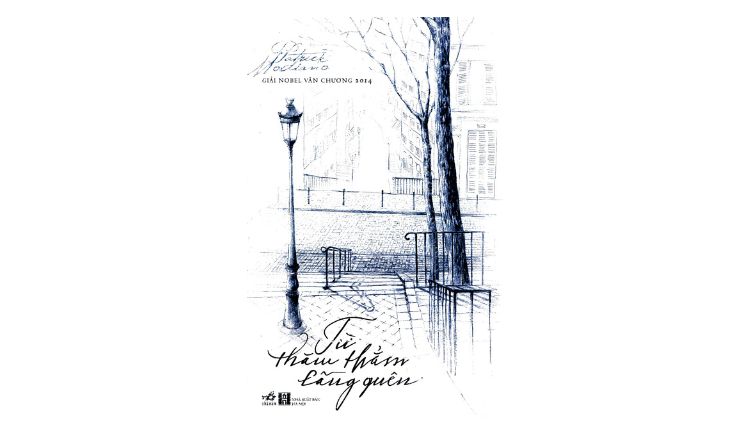 Patrick
Modiano
GIẢI NOBEL VĂN CHƯƠNG 2014
Từ
thăm thẳm
lãng quên